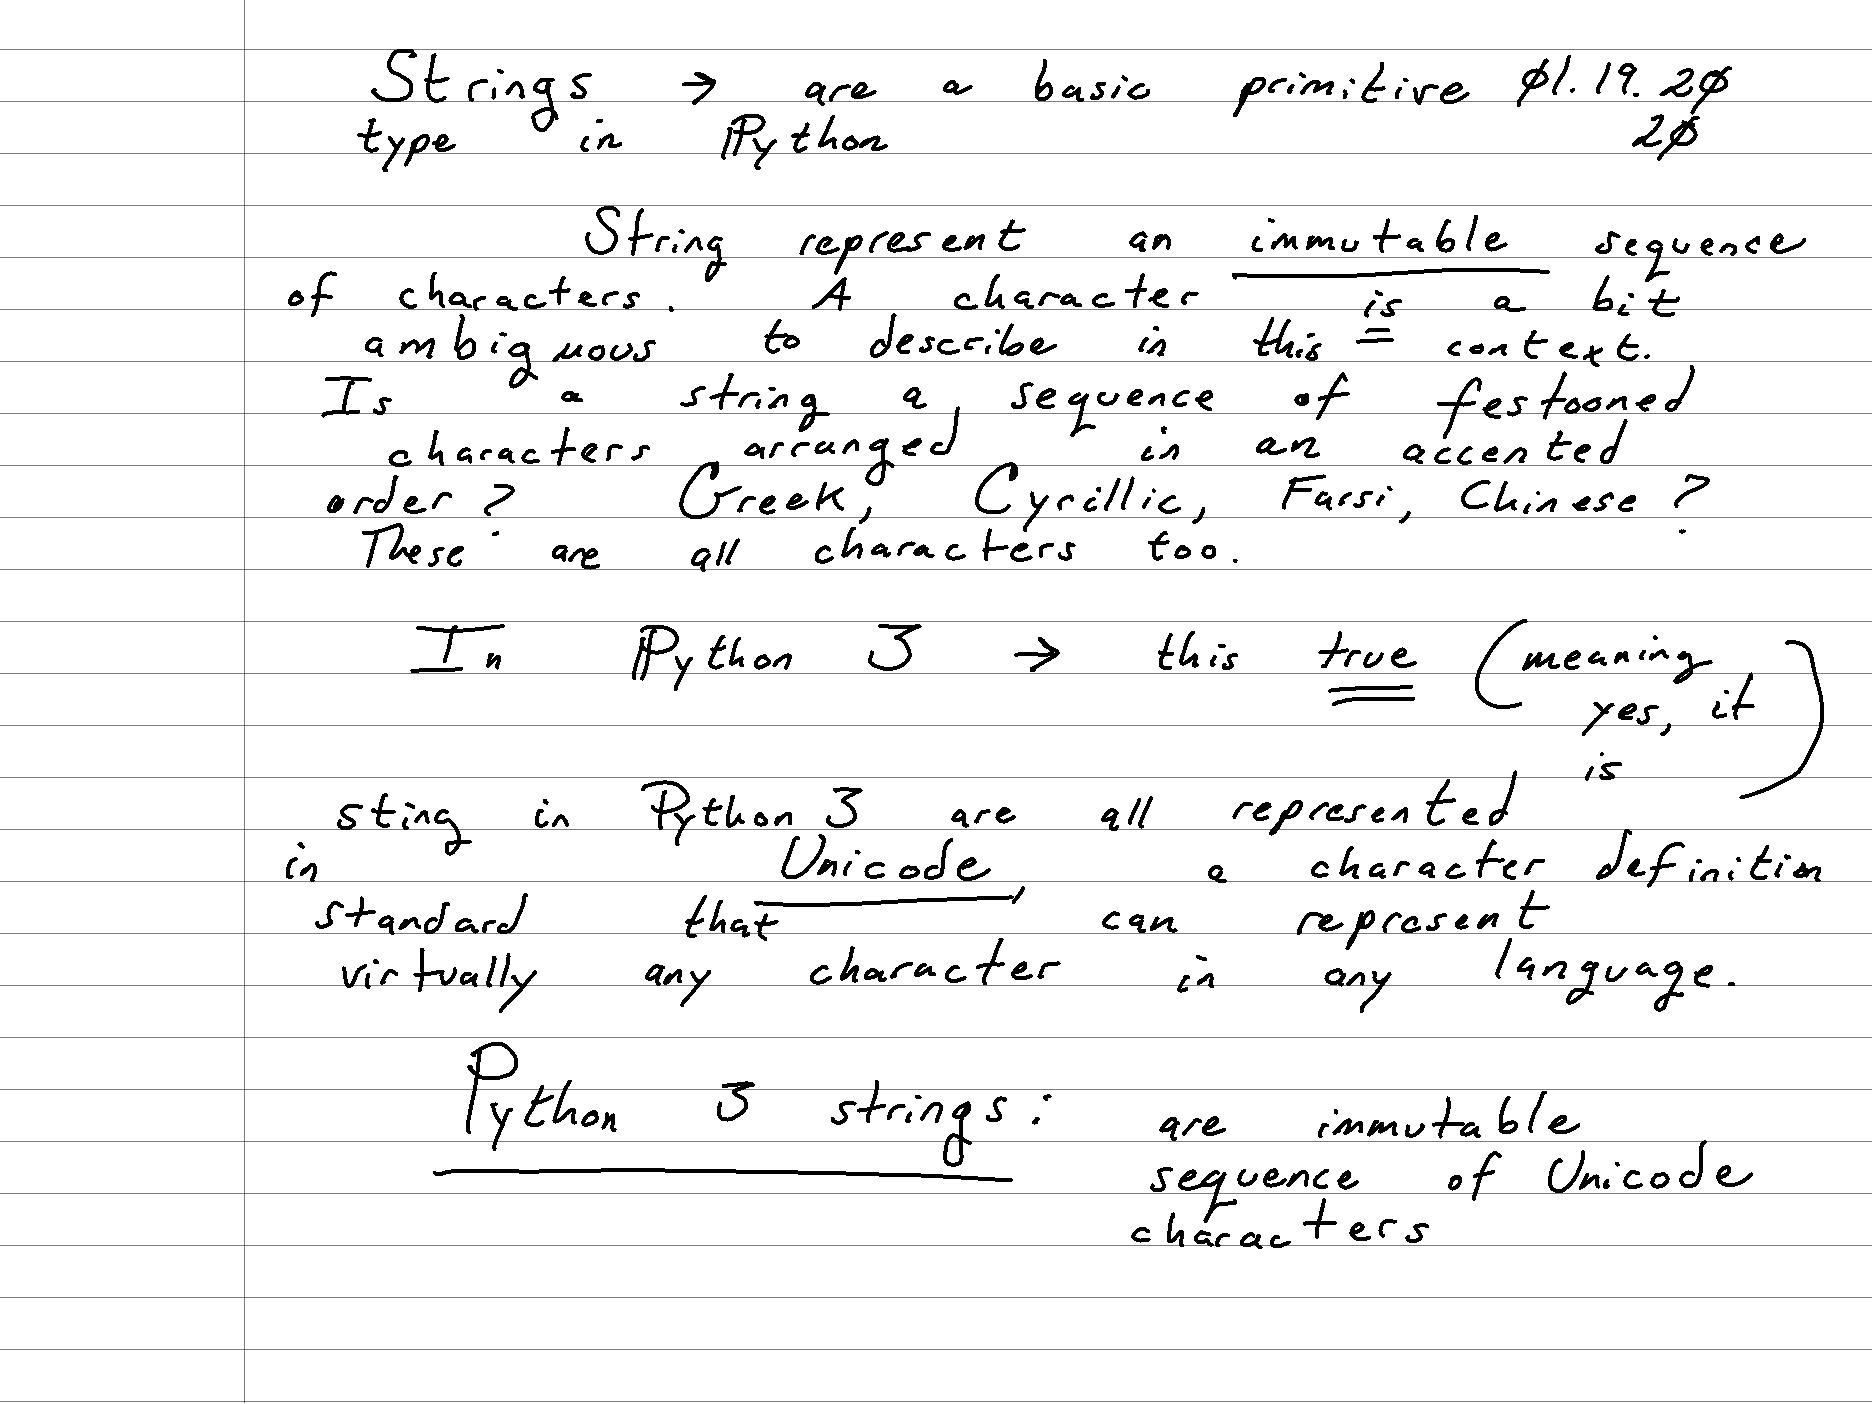 Strings → are a basic primitive 01.19.20
type in Python 20
String represent an immutable sequence
of characters. A character is a bit
ambiguous to describe in this context.
Is a string a sequence of festooned
characters arranged in an accented
order? Greek, Cyrillic, Farsi, Chinese?
These are all characters too.
In Python 3 → this true (meaning
yes, it
is)
sting in Python 3 are all represented
in Unicode, a character definition
standard that can represent
virtually any character in any language.
Python 3 strings: are immutable
sequence of Unicode
characters